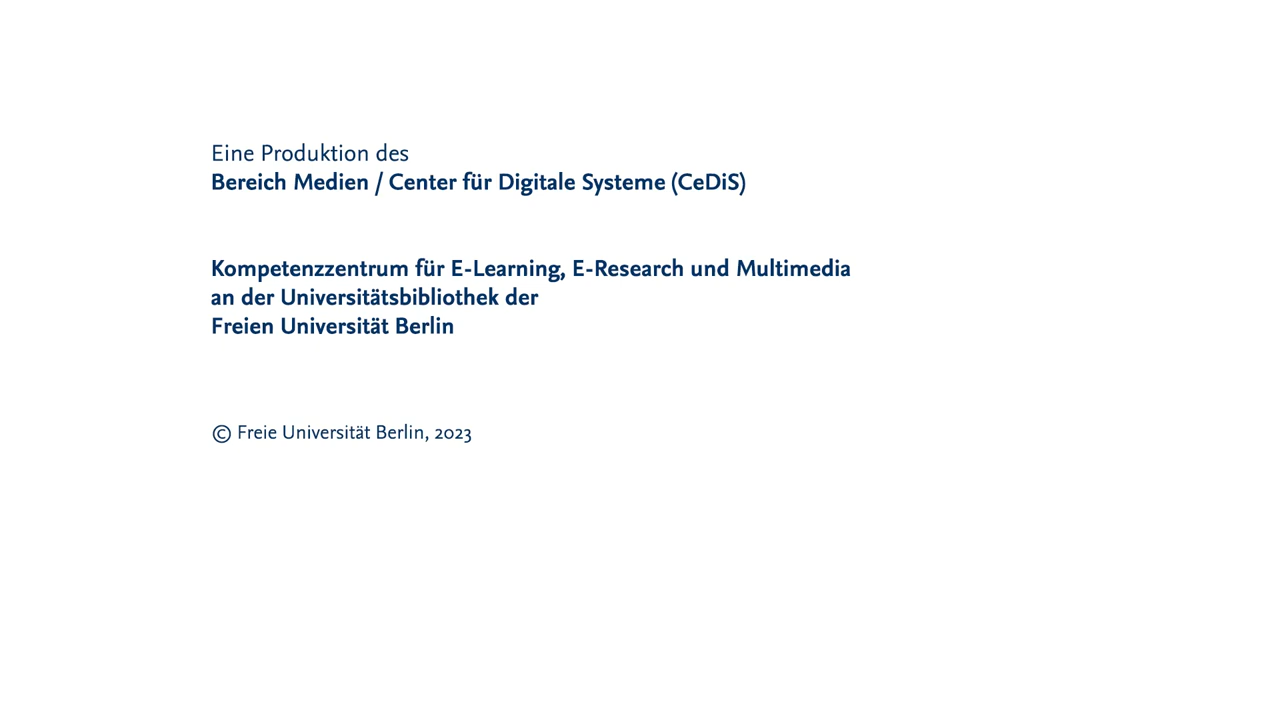 Eine Produktion des
Bereich Medien / Center für Digitale Systeme (CeDiS)
Kompetenzzentrum für E-Learning, E-Research und Multimedia
an der Universitätsbibliothek der
Freien Universität Berlin
© Freie Universität Berlin, 2023